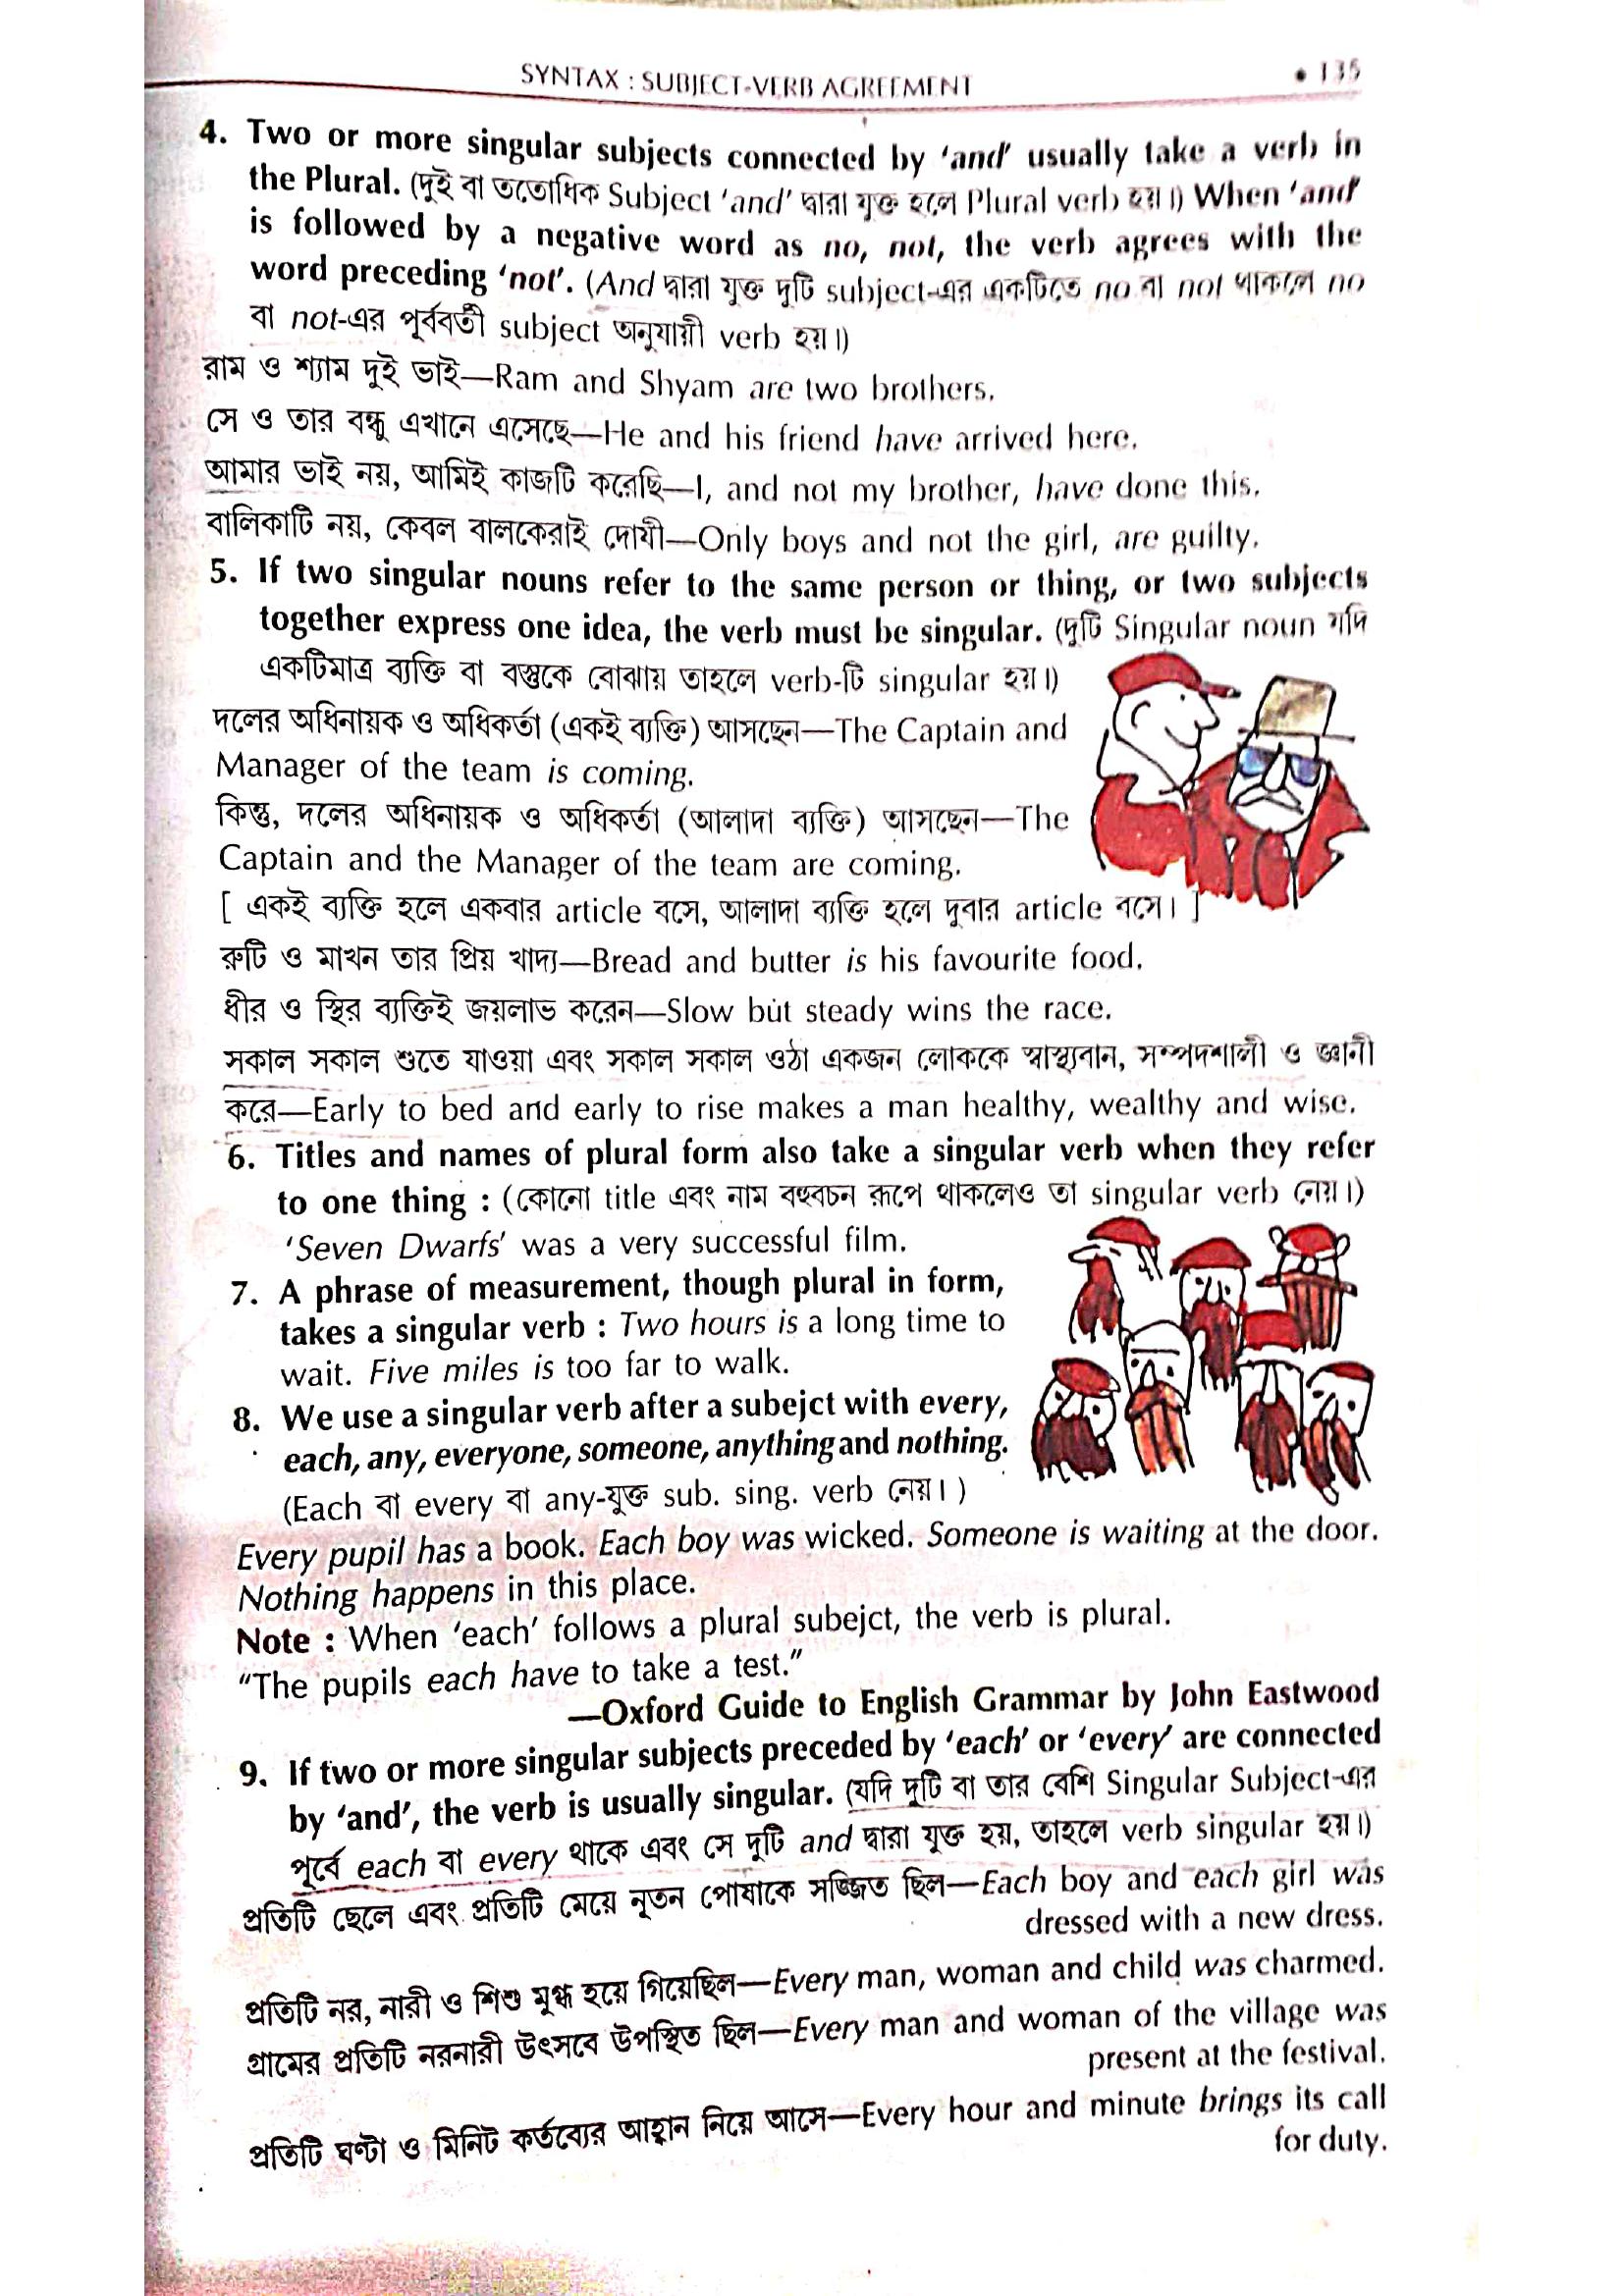 SYNTAX : SUBJECT-VERB AGREEMENT • 135
4. Two or more singular subjects connected by ‘and’ usually take a verb in
the Plural. (দুই বা ততোধিক Subject ‘and’ দ্বারা যুক্ত হলে Plural verb হয়।) When ‘and’
is followed by a negative word as no, not, the verb agrees with the
word preceding ‘not’. (And দ্বারা যুক্ত দুটি subject-এর একটিতে no বা not থাকলে no
বা not-এর পূর্ববর্তী subject অনুযায়ী verb হয়।)
রাম ও শ্যাম দুই ভাই—Ram and Shyam are two brothers.
সে ও তার বন্ধু এখানে এসেছে—He and his friend have arrived here.
আমার ভাই নয়, আমিই কাজটি করেছি—I, and not my brother, have done this.
বালিকাটি নয়, কেবল বালকেরাই দোষী—Only boys and not the girl, are guilty.
5. If two singular nouns refer to the same person or thing, or two subjects
together express one idea, the verb must be singular. (দুটি Singular noun যদি
একটিমাত্র ব্যক্তি বা বস্তুকে বোঝায় তাহলে verb-টি singular হয়।)
দলের অধিনায়ক ও অধিকর্তা (একই ব্যক্তি) আসছেন—The Captain and
Manager of the team is coming.
কিন্তু, দলের অধিনায়ক ও অধিকর্তা (আলাদা ব্যক্তি) আসছেন—The
Captain and the Manager of the team are coming.
[ একই ব্যক্তি হলে একবার article বসে, আলাদা ব্যক্তি হলে দুবার article বসে। ]
রুটি ও মাখন তার প্রিয় খাদ্য—Bread and butter is his favourite food.
ধীর ও স্থির ব্যক্তিই জয়লাভ করেন—Slow but steady wins the race.
সকাল সকাল শুতে যাওয়া এবং সকাল সকাল ওঠা একজন লোককে স্বাস্থ্যবান, সম্পদশালী ও জ্ঞানী
করে—Early to bed and early to rise makes a man healthy, wealthy and wise.
6. Titles and names of plural form also take a singular verb when they refer
to one thing : (কোনো title এবং নাম বহুবচন রূপে থাকলেও তা singular verb নেয়।)
‘Seven Dwarfs’ was a very successful film.
7. A phrase of measurement, though plural in form,
takes a singular verb : Two hours is a long time to
wait. Five miles is too far to walk.
8. We use a singular verb after a subejct with every,
each, any, everyone, someone, anything and nothing.
(Each বা every বা any-যুক্ত sub. sing. verb নেয়। )
Every pupil has a book. Each boy was wicked. Someone is waiting at the door.
Nothing happens in this place.
Note : When ‘each’ follows a plural subejct, the verb is plural.
“The pupils each have to take a test.”
—Oxford Guide to English Grammar by John Eastwood
9. If two or more singular subjects preceded by ‘each’ or ‘every’ are connected
by ‘and’, the verb is usually singular. (যদি দুটি বা তার বেশি Singular Subject-এর
পূর্বে each বা every থাকে এবং সে দুটি and দ্বারা যুক্ত হয়, তাহলে verb singular হয়।)
প্রতিটি ছেলে এবং প্রতিটি মেয়ে নূতন পোষাকে সজ্জিত ছিল—Each boy and each girl was
dressed with a new dress.
প্রতিটি নর, নারী ও শিশু মুগ্ধ হয়ে গিয়েছিল—Every man, woman and child was charmed.
গ্রামের প্রতিটি নরনারী উৎসবে উপস্থিত ছিল—Every man and woman of the village was
present at the festival.
প্রতিটি ঘণ্টা ও মিনিট কর্তব্যের আহ্বান নিয়ে আসে—Every hour and minute brings its call
for duty.